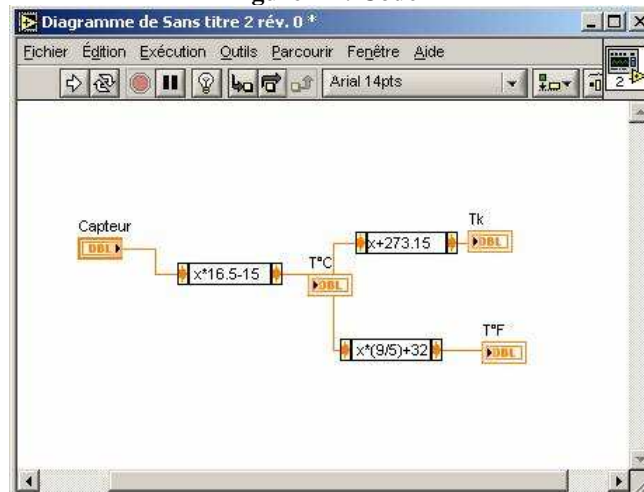 Diagramme de Sans titre 2 rév. 0 *
Fichier Édition Exécution Outils Parcourir Fenêtre Aide
Arial 14pts
2
Capteur
DBL
x*16.5-15
T°C
DBL
x+273.15
Tk
DBL
x*(9/5)+32
T°F
DBL